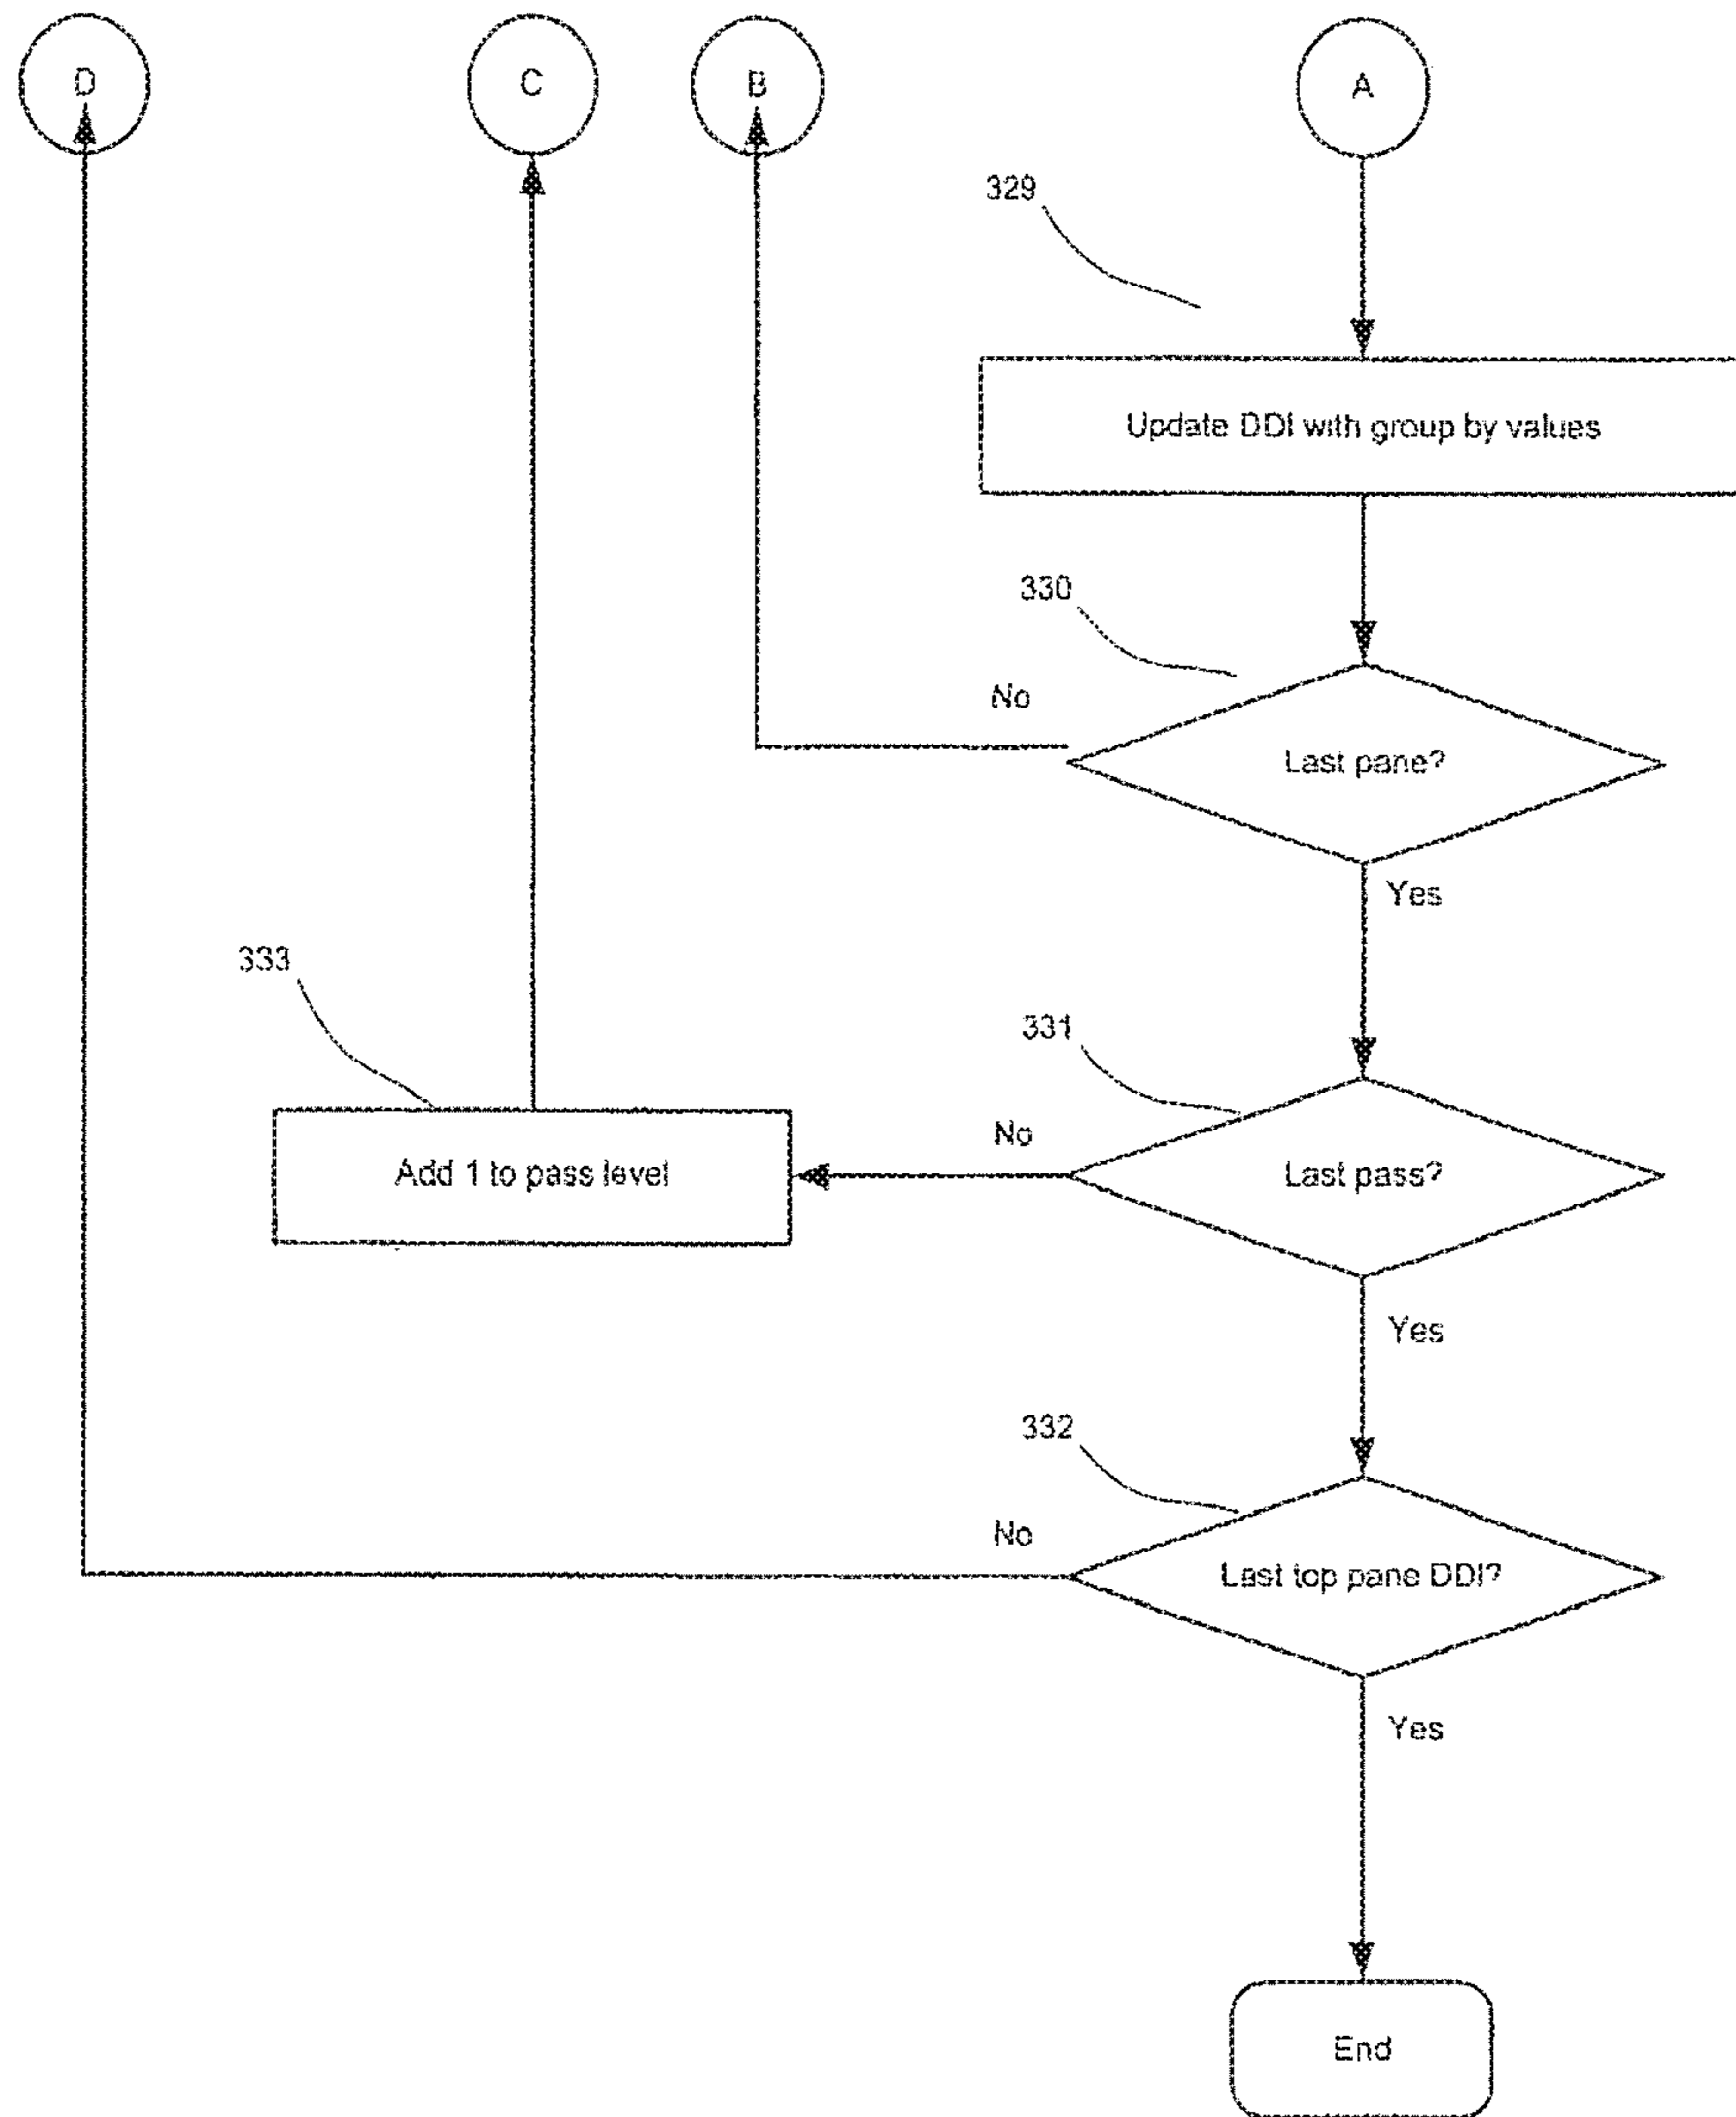 D
C
B
A
329
Update DDI with group by values
330
No
Last pane?
Yes
333
331
No
Add 1 to pass level
Last pass?
Yes
332
No
Last top pane DDI?
Yes
End